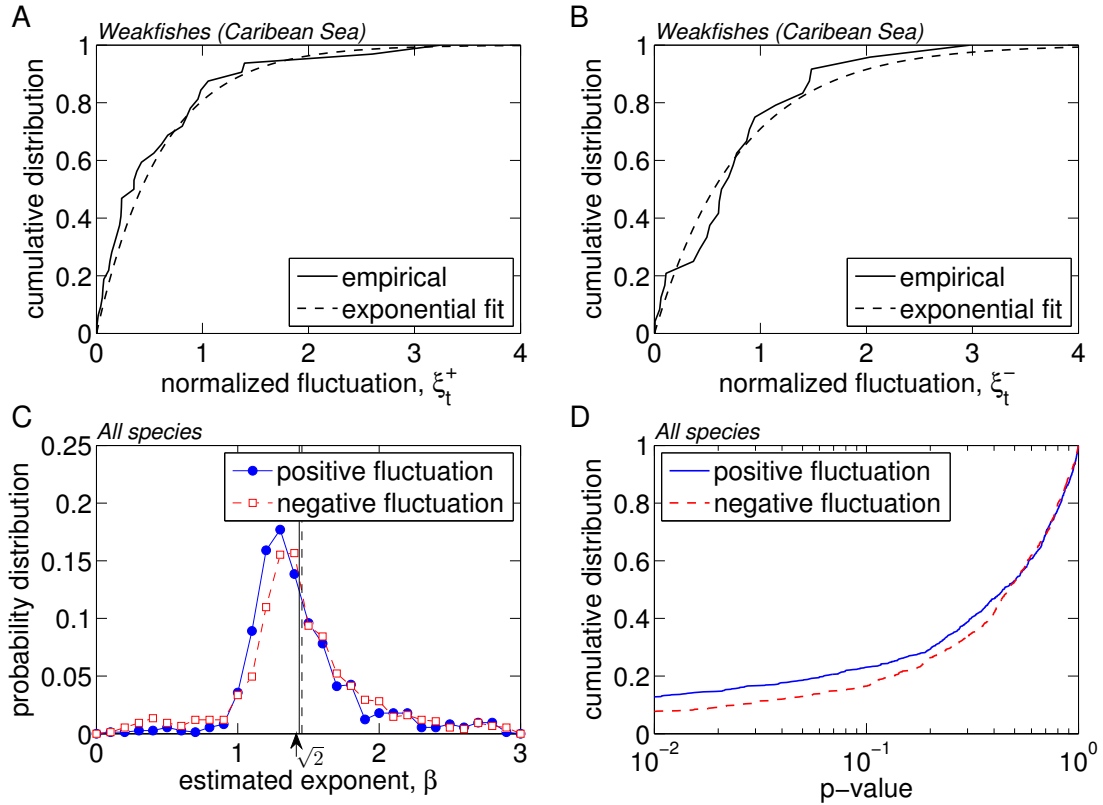 A
Weakfishes (Caribean Sea)
1
0.8
0.6
0.4
0.2
0
cumulative distribution
empirical
exponential fit
0 1 2 3 4
normalized fluctuation, ξₜ⁺
B
Weakfishes (Caribean Sea)
1
0.8
0.6
0.4
0.2
0
cumulative distribution
empirical
exponential fit
0 1 2 3 4
normalized fluctuation, ξₜ⁻
C
All species
0.25
0.2
0.15
0.1
0.05
0
probability distribution
positive fluctuation
negative fluctuation
0 1 2 3
√2
estimated exponent, β
D
All species
1
0.8
0.6
0.4
0.2
0
cumulative distribution
positive fluctuation
negative fluctuation
10⁻² 10⁻¹ 10⁰
p−value